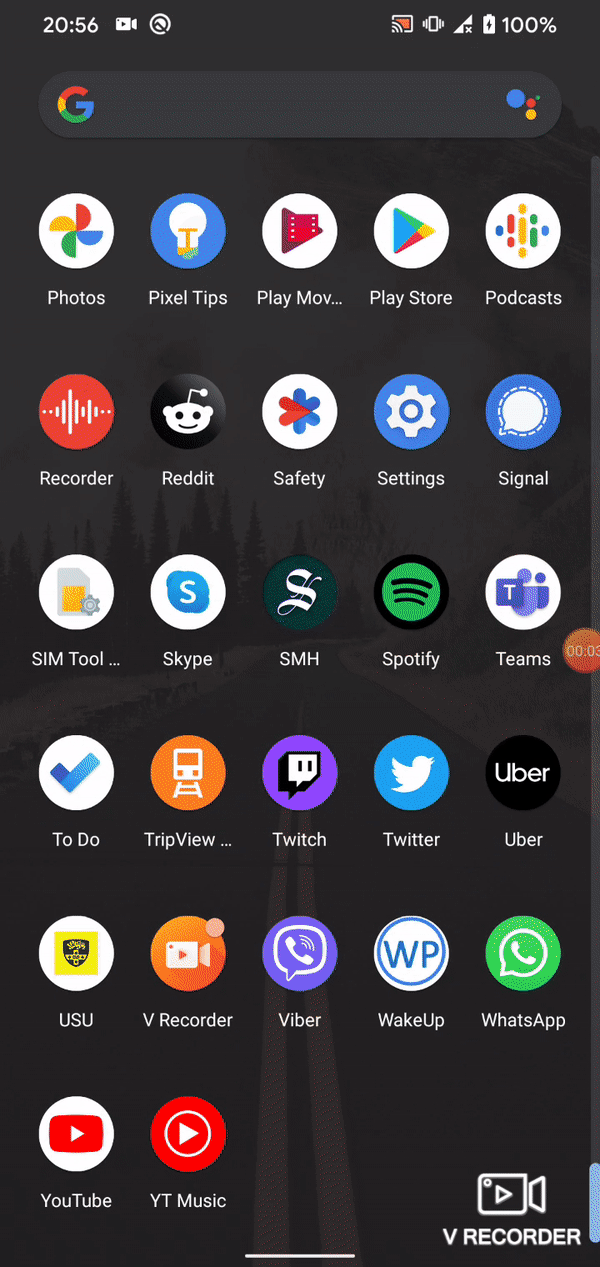 20:56
100%
Photos
Pixel Tips
Play Mov...
Play Store
Podcasts
Recorder
Reddit
Safety
Settings
Signal
SIM Tool ...
Skype
SMH
Spotify
Teams
00:03
To Do
TripView ...
Twitch
Twitter
Uber
Uber
USU
V Recorder
Viber
WP
WakeUp
WhatsApp
YouTube
YT Music
V RECORDER